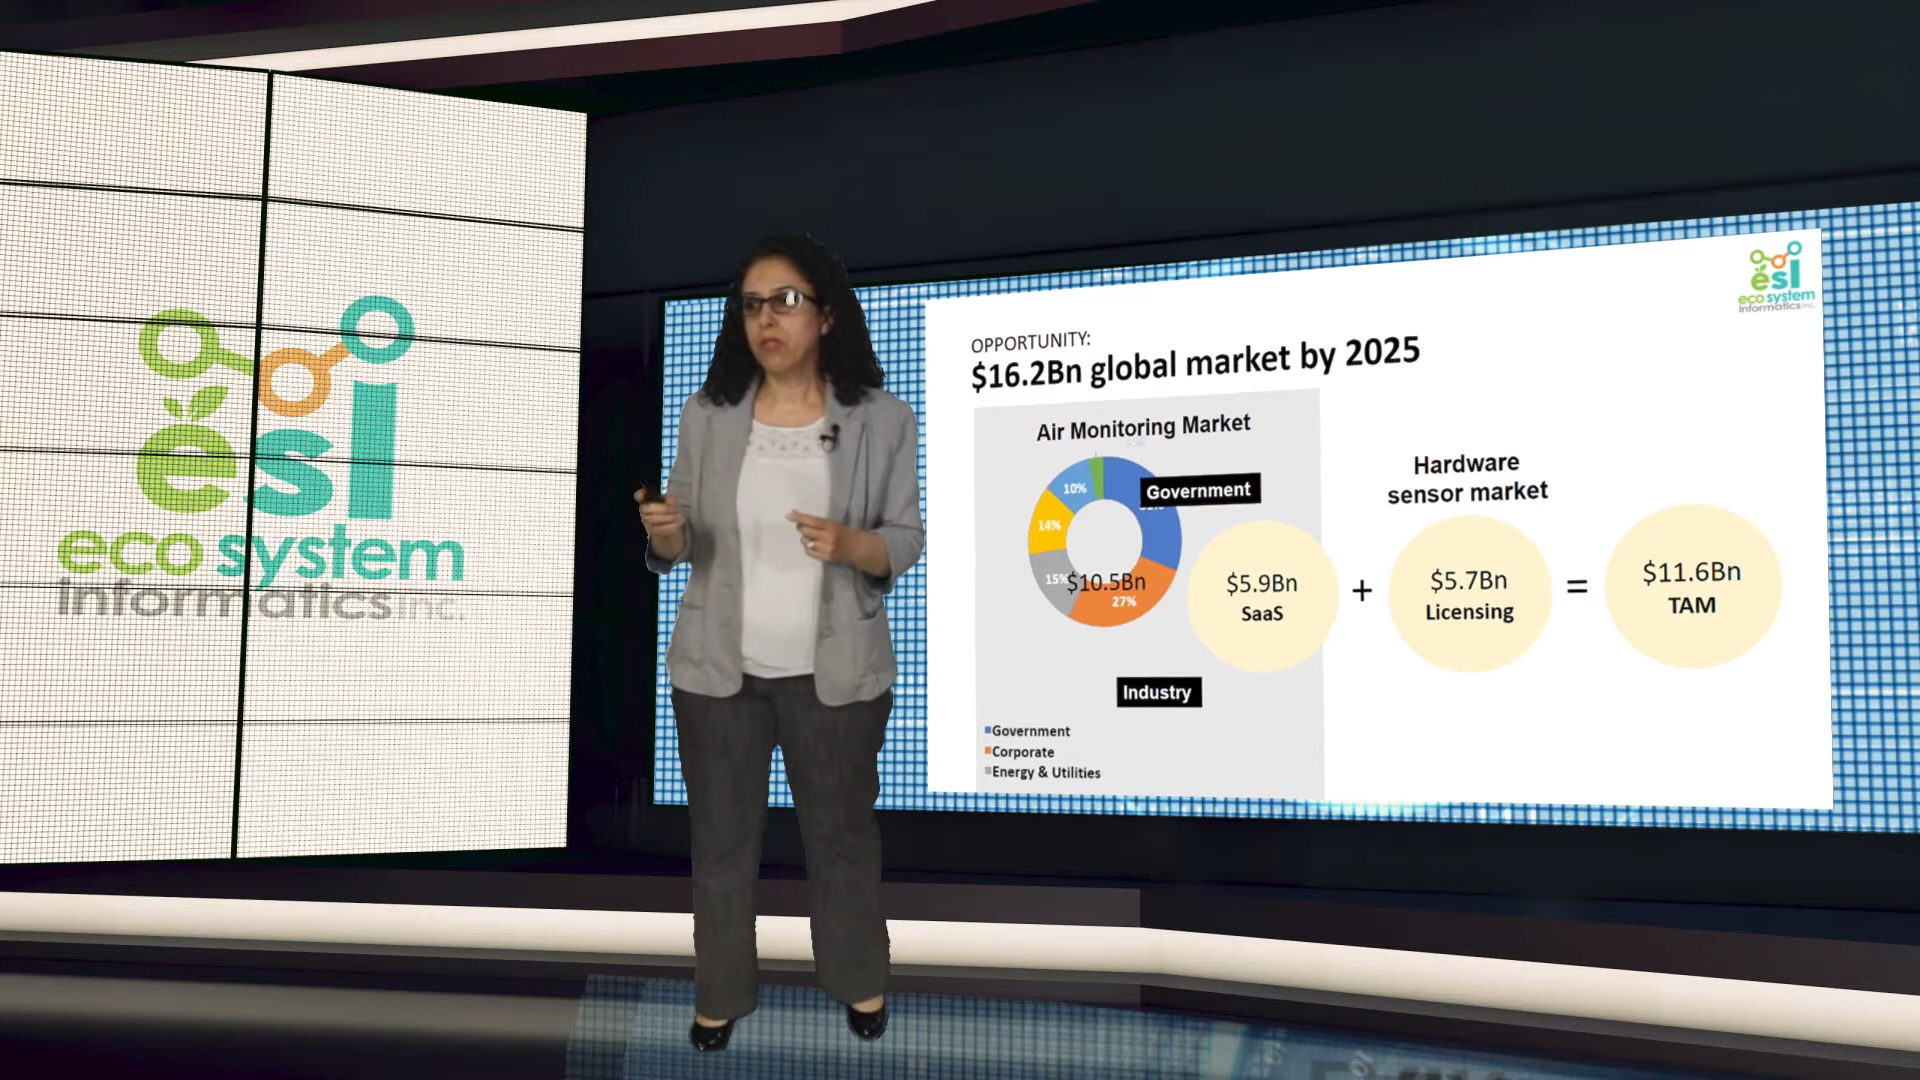 esi
eco system
informatics inc.
esi
eco system
informatics inc.
OPPORTUNITY:
$16.2Bn global market by 2025
Air Monitoring Market
Government
10%
14%
15%
27%
$10.5Bn
Industry
Government
Corporate
Energy & Utilities
$5.9Bn
SaaS
+
Hardware
sensor market
$5.7Bn
Licensing
=
$11.6Bn
TAM